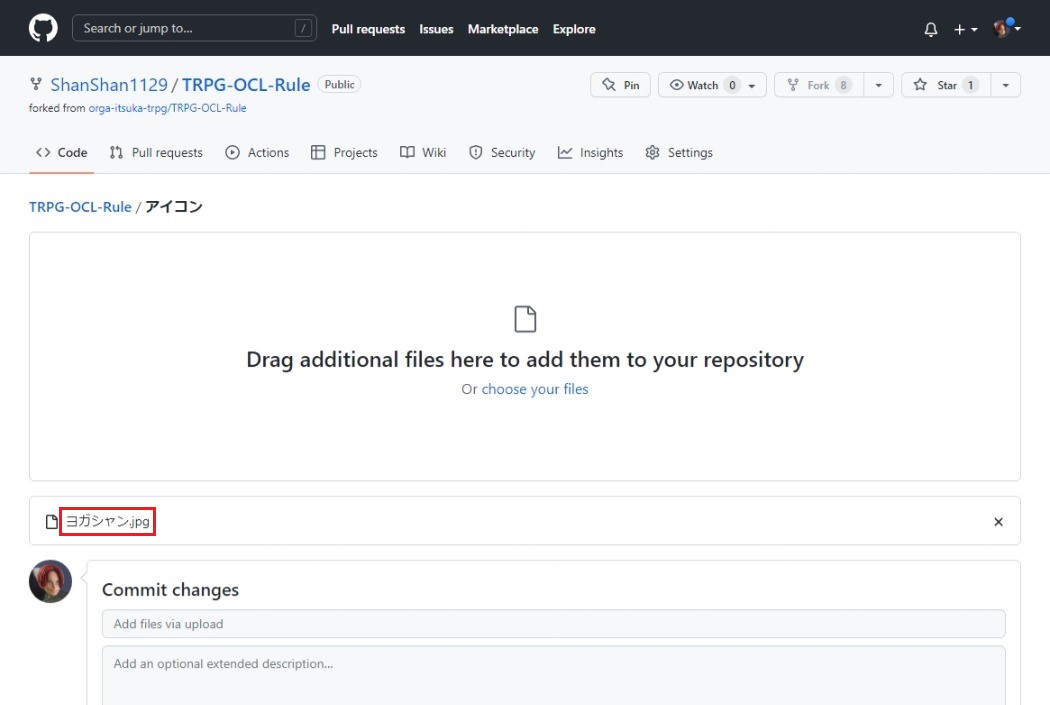 Search or jump to... /
Pull requests Issues Marketplace Explore
ShanShan1129 / TRPG-OCL-Rule Public
Pin Watch 0 Fork 8 Star 1
forked from orga-itsuka-trpg/TRPG-OCL-Rule
Code Pull requests Actions Projects Wiki Security Insights Settings
TRPG-OCL-Rule / アイコン
Drag additional files here to add them to your repository
Or choose your files
ヨガシャン.jpg
Commit changes
Add files via upload
Add an optional extended description...